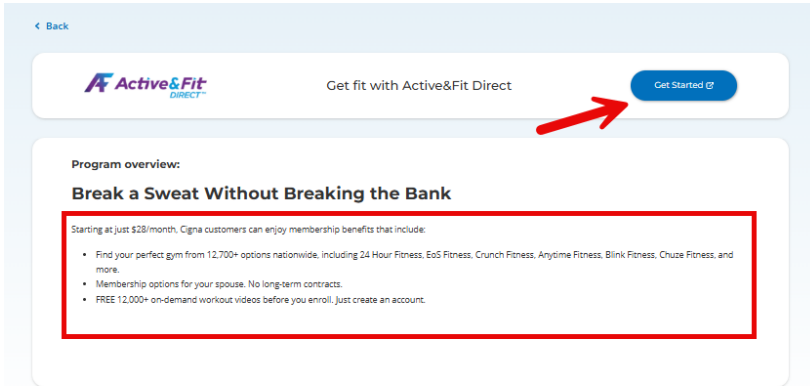 Back
Active&Fit
DIRECT™
Get fit with Active&Fit Direct
Get Started
Program overview:
Break a Sweat Without Breaking the Bank
Starting at just $28/month, Cigna customers can enjoy membership benefits that include:
• Find your perfect gym from 12,700+ options nationwide, including 24 Hour Fitness, EoS Fitness, Crunch Fitness, Anytime Fitness, Blink Fitness, Chuze Fitness, and
more.
• Membership options for your spouse. No long-term contracts.
• FREE 12,000+ on-demand workout videos before you enroll. Just create an account.